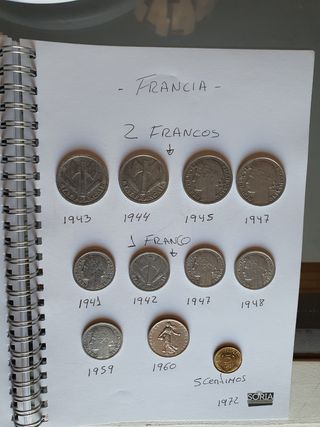 - FRANCIA -
2 FRANCOS
1943 1944 1945 1947
1 FRANCO
1941 1942 1947 1948
1959 1960 5 Centimos
1972
SORIA